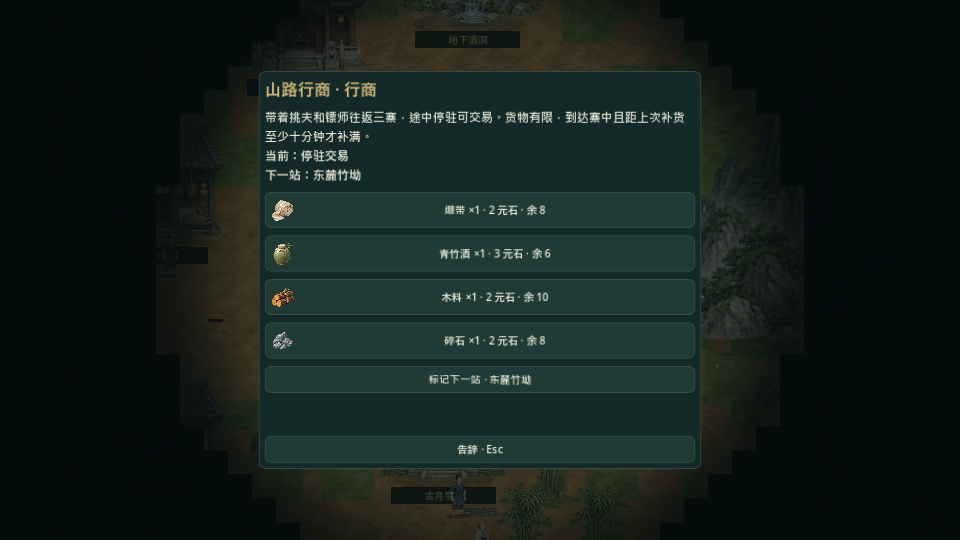 地下溶洞
山路行商 · 行商
带着挑夫和镖师往返三寨，途中停驻可交易。货物有限，到达寨中且距上次补货
至少十分钟才补满。
当前：停驻交易
下一站：东麓竹坳
绷带 ×1 · 2 元石 · 余 8
青竹酒 ×1 · 3 元石 · 余 6
木料 ×1 · 2 元石 · 余 10
碎石 ×1 · 2 元石 · 余 8
标记下一站 · 东麓竹坳
告辞 · Esc
古月